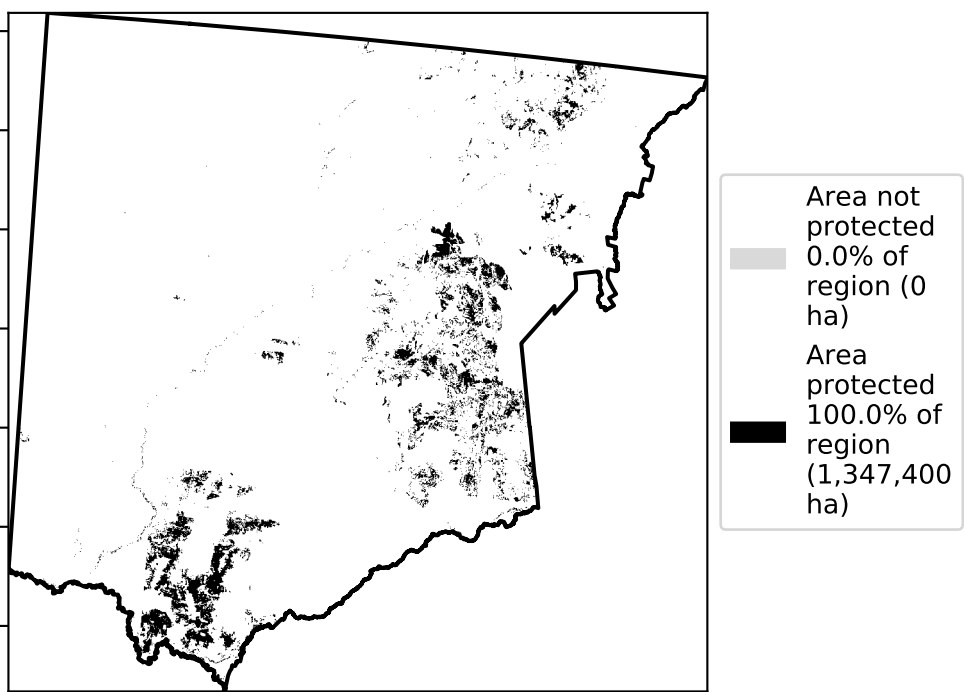 Area not
protected
0.0% of
region (0
ha)
Area
protected
100.0% of
region
(1,347,400
ha)